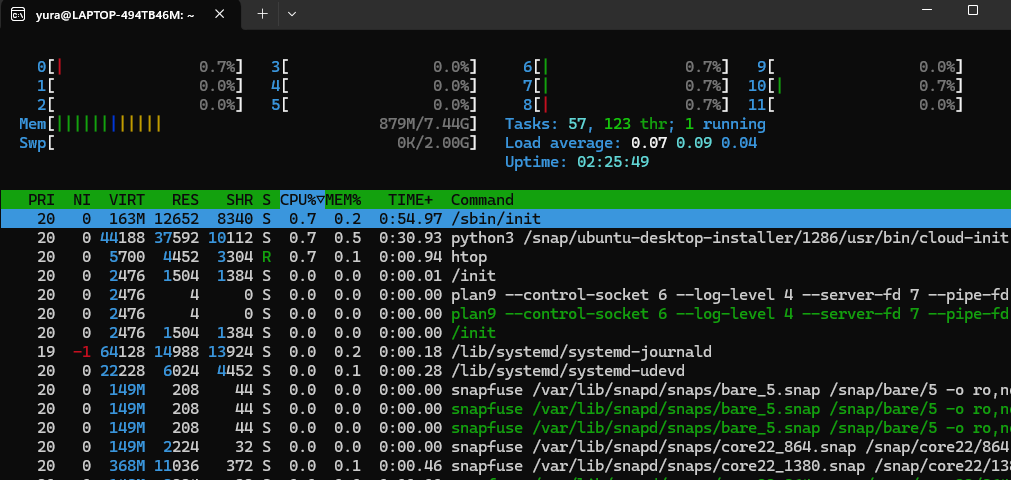 yura@LAPTOP-494TB46M: ~
0[| 0.7%] 3[ 0.0%] 6[| 0.7%] 9[ 0.0%]
1[ 0.0%] 4[ 0.0%] 7[| 0.7%] 10[| 0.7%]
2[ 0.0%] 5[ 0.0%] 8[| 0.7%] 11[ 0.0%]
Mem[|||||||||||| 879M/7.44G] Tasks: 57, 123 thr; 1 running
Swp[ 0K/2.00G] Load average: 0.07 0.09 0.04
Uptime: 02:25:49
PRI NI VIRT RES SHR S CPU%▽MEM% TIME+ Command
20 0 163M 12652 8340 S 0.7 0.2 0:54.97 /sbin/init
20 0 44188 37592 10112 S 0.7 0.5 0:30.93 python3 /snap/ubuntu-desktop-installer/1286/usr/bin/cloud-init
20 0 5700 4452 3304 R 0.7 0.1 0:00.94 htop
20 0 2476 1504 1384 S 0.0 0.0 0:00.01 /init
20 0 2476 4 0 S 0.0 0.0 0:00.00 plan9 --control-socket 6 --log-level 4 --server-fd 7 --pipe-fd
20 0 2476 4 0 S 0.0 0.0 0:00.00 plan9 --control-socket 6 --log-level 4 --server-fd 7 --pipe-fd
20 0 2476 1504 1384 S 0.0 0.0 0:00.00 /init
19 -1 64128 14988 13924 S 0.0 0.2 0:00.18 /lib/systemd/systemd-journald
20 0 22228 6024 4452 S 0.0 0.1 0:00.28 /lib/systemd/systemd-udevd
20 0 149M 208 44 S 0.0 0.0 0:00.00 snapfuse /var/lib/snapd/snaps/bare_5.snap /snap/bare/5 -o ro,no
20 0 149M 208 44 S 0.0 0.0 0:00.00 snapfuse /var/lib/snapd/snaps/bare_5.snap /snap/bare/5 -o ro,no
20 0 149M 208 44 S 0.0 0.0 0:00.00 snapfuse /var/lib/snapd/snaps/bare_5.snap /snap/bare/5 -o ro,no
20 0 149M 2224 32 S 0.0 0.0 0:00.00 snapfuse /var/lib/snapd/snaps/core22_864.snap /snap/core22/864
20 0 368M 11036 372 S 0.0 0.1 0:00.46 snapfuse /var/lib/snapd/snaps/core22_1380.snap /snap/core22/138